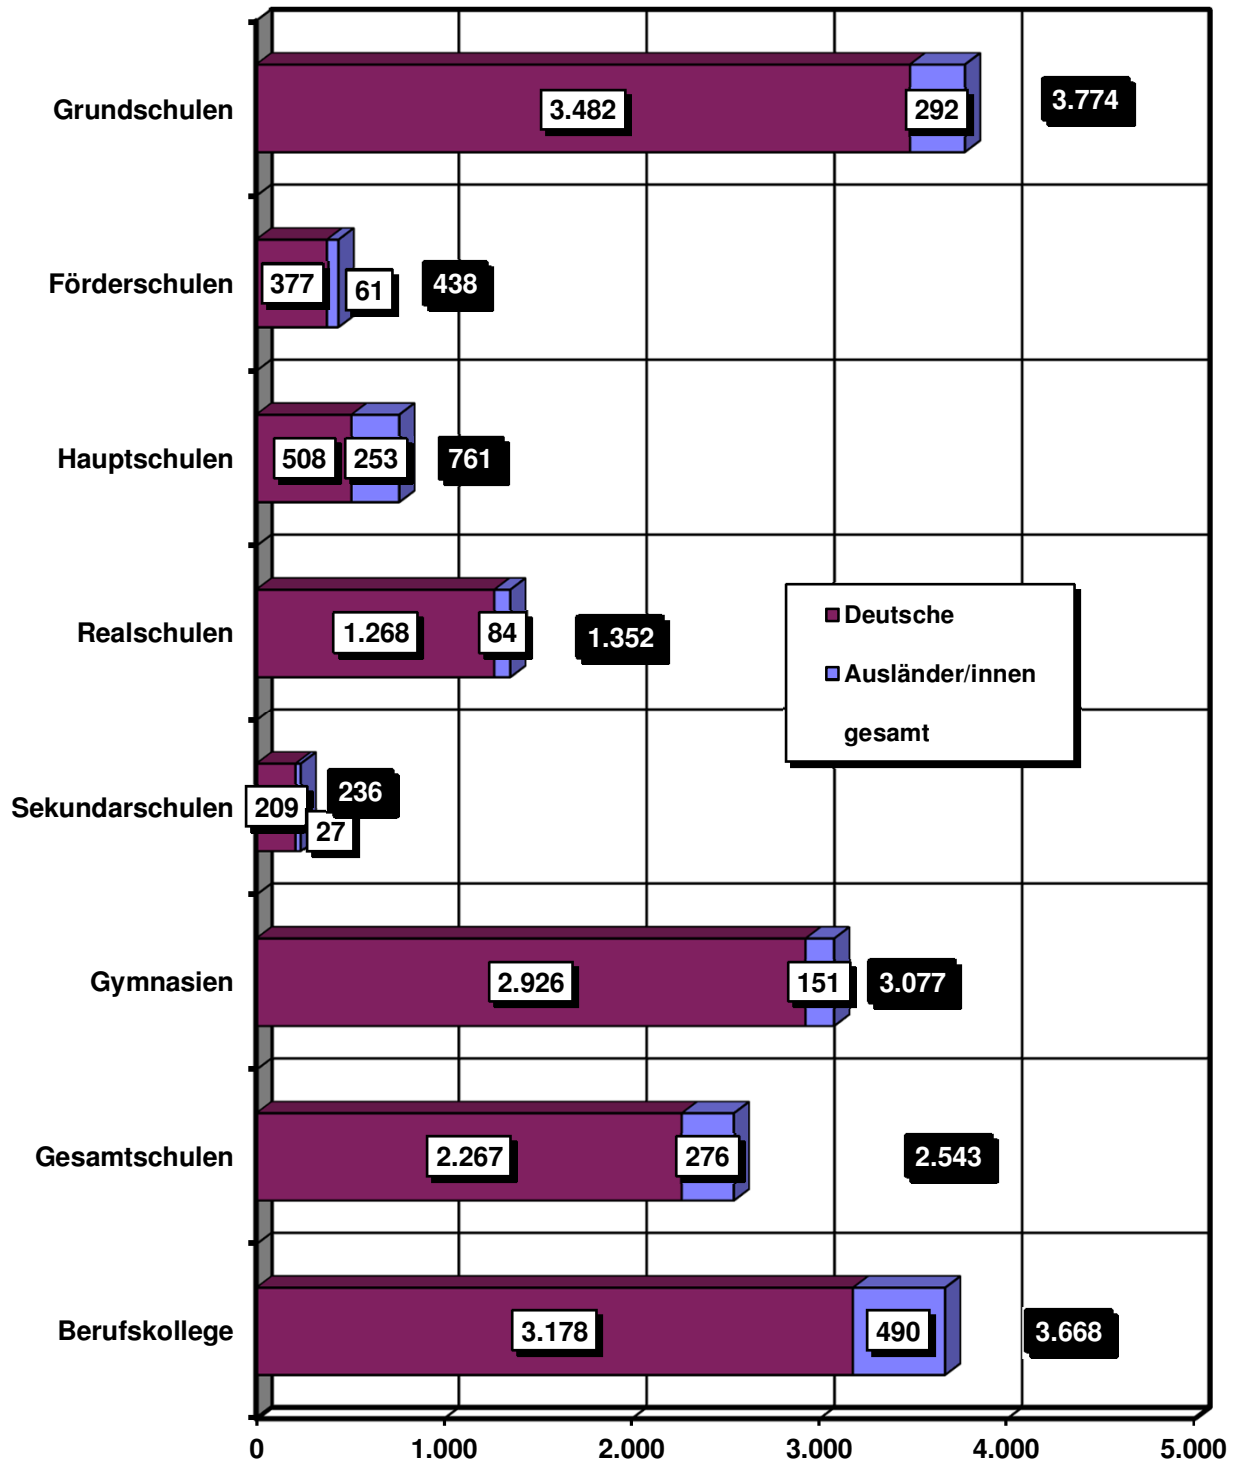 Grundschulen 3.482 292 3.774
Förderschulen 377 61 438
Hauptschulen 508 253 761
Realschulen 1.268 84 1.352
Deutsche
Ausländer/innen
gesamt
Sekundarschulen 209 27 236
Gymnasien 2.926 151 3.077
Gesamtschulen 2.267 276 2.543
Berufskollege 3.178 490 3.668
0 1.000 2.000 3.000 4.000 5.000